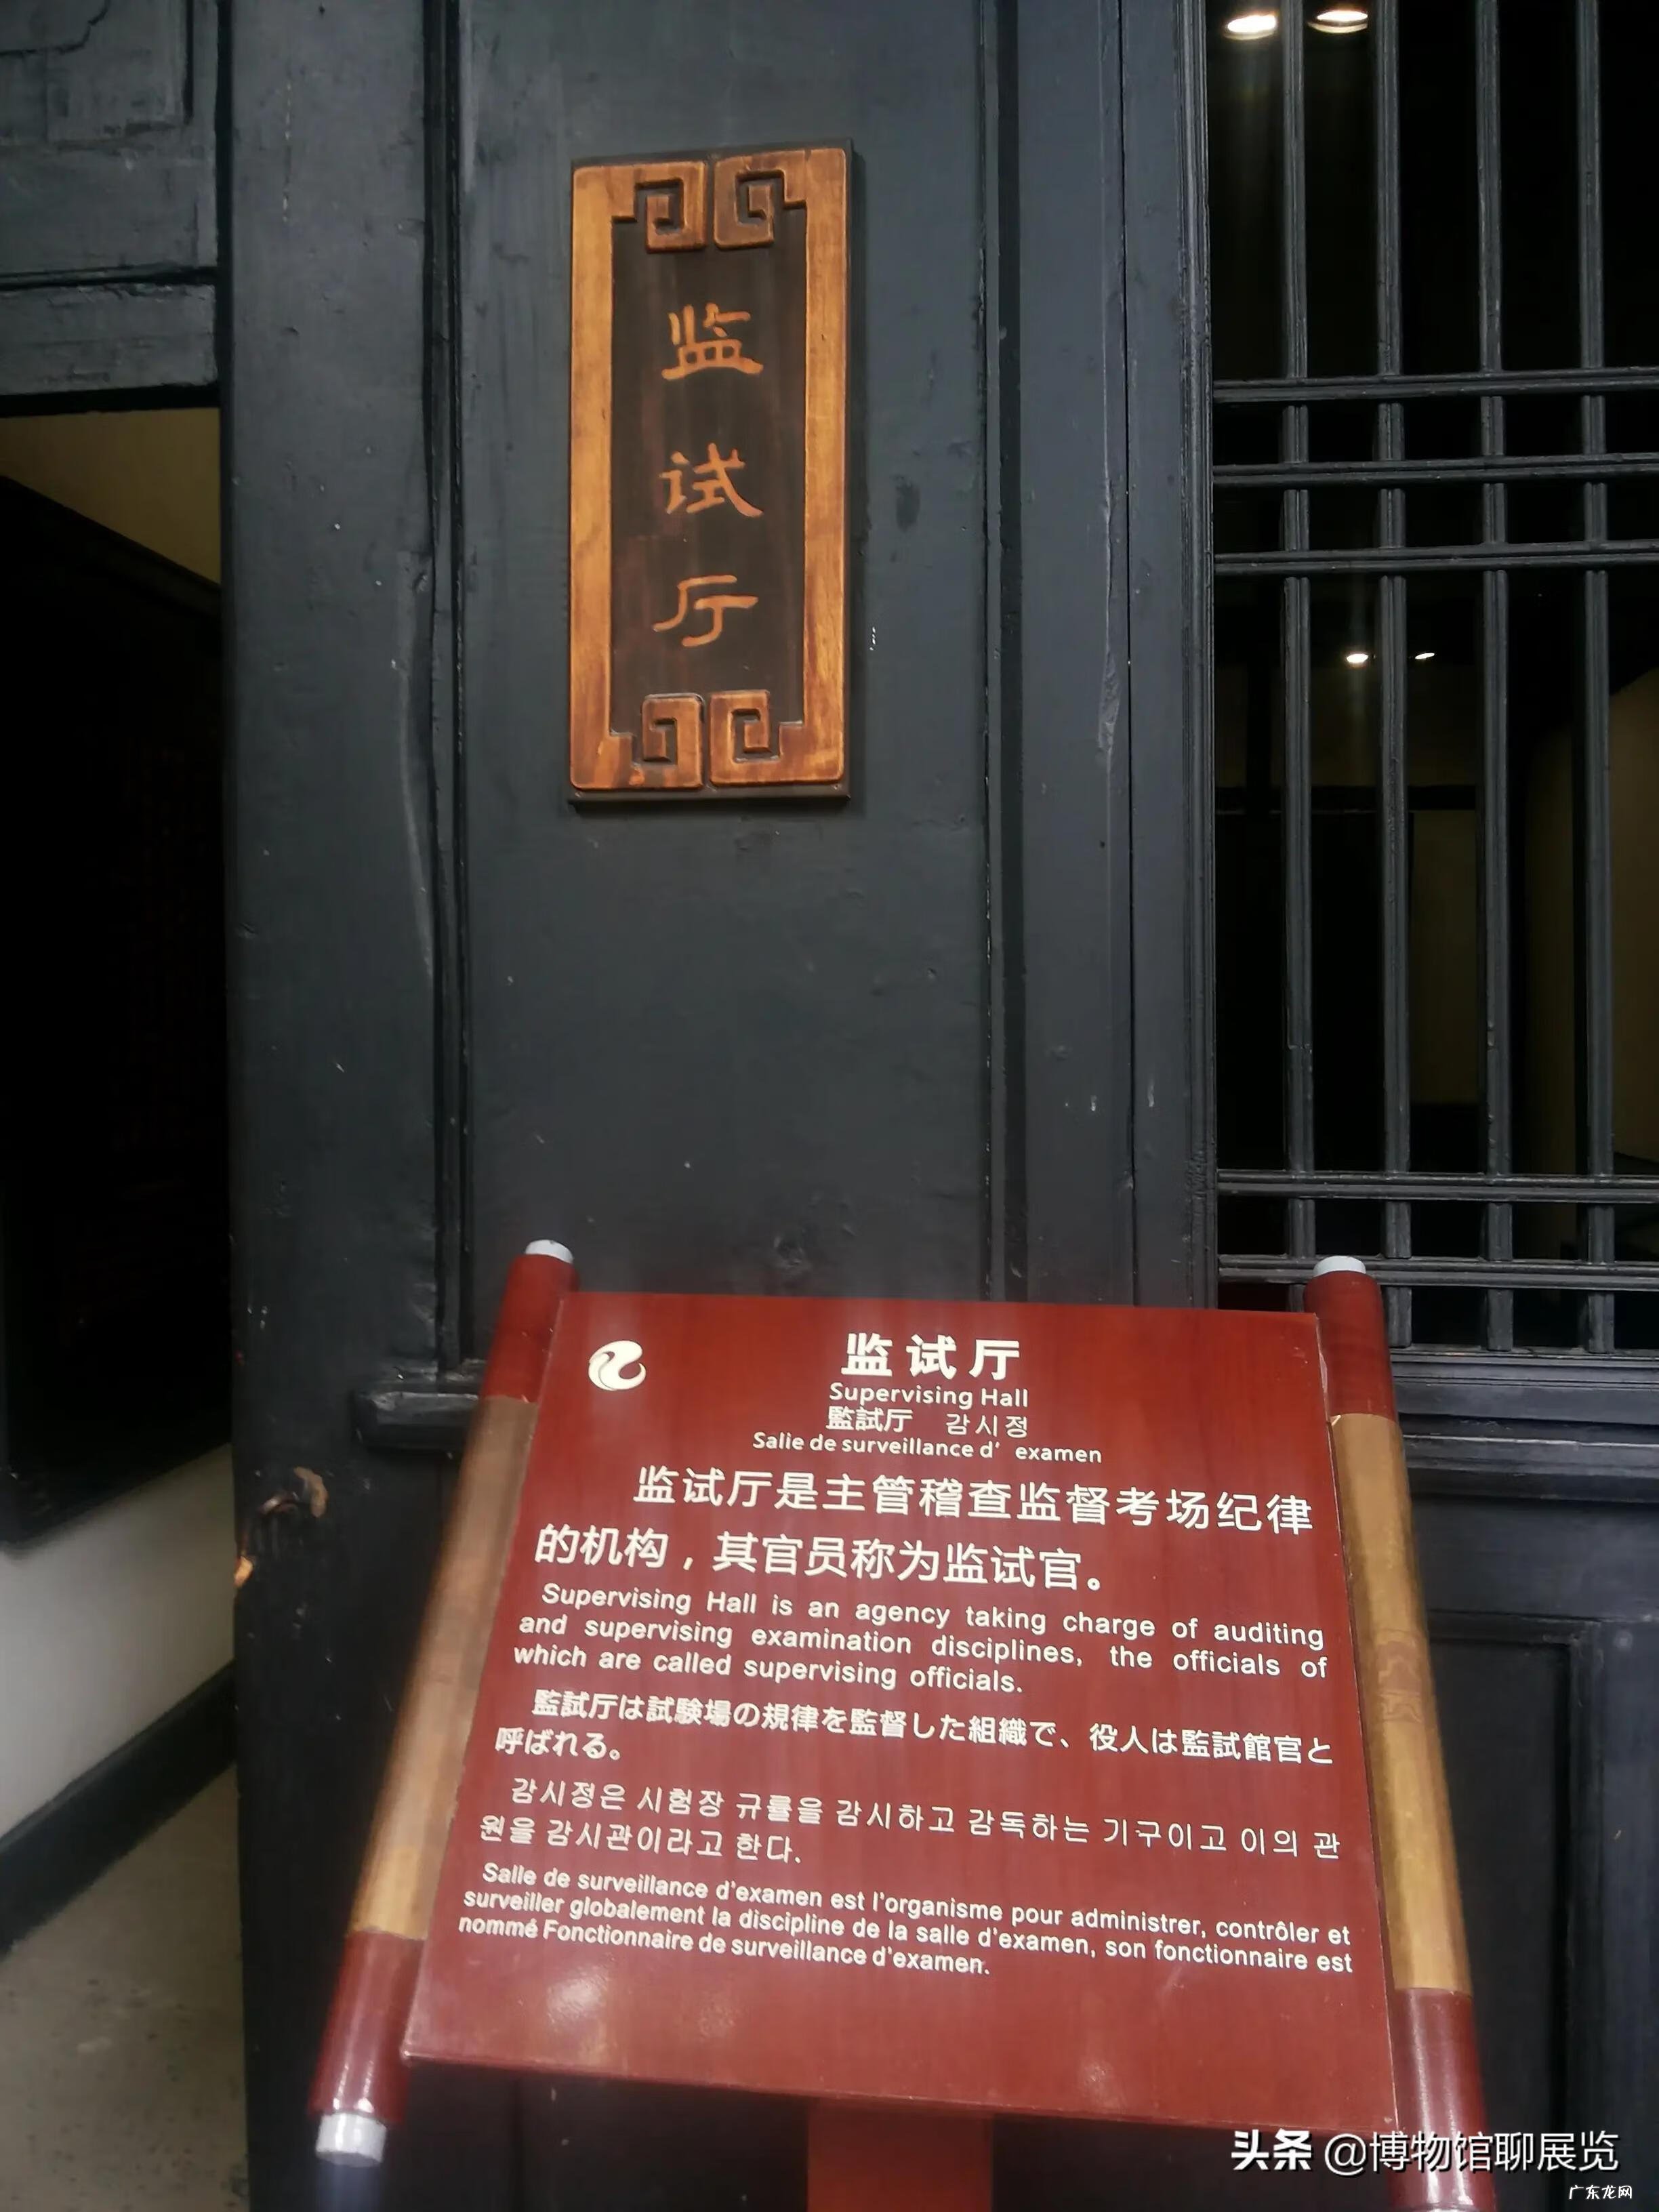 监试厅
监试厅
Supervising Hall
監試厅 감시정
Salie de surveillance d' examen
监试厅是主管稽查监督考场纪律
的机构，其官员称为监试官。
Supervising Hall is an agency taking charge of auditing
and supervising examination disciplines, the officials of
which are called supervising officials.
監試厅は試験場の規律を監督した組織で、役人は監試館官と
呼ばれる。
감시정은 시험장 규률을 감시하고 감독하는 기구이고 이의 관
원을 감시관이라고 한다.
Salle de surveillance d'examen est l'organisme pour administrer, contrôler et
surveiller globalement la discipline de la salle d'examen, son fonctionnaire est
nommé Fonctionnaire de surveillance d'examen.
头条 @博物馆聊展览
广东龙网